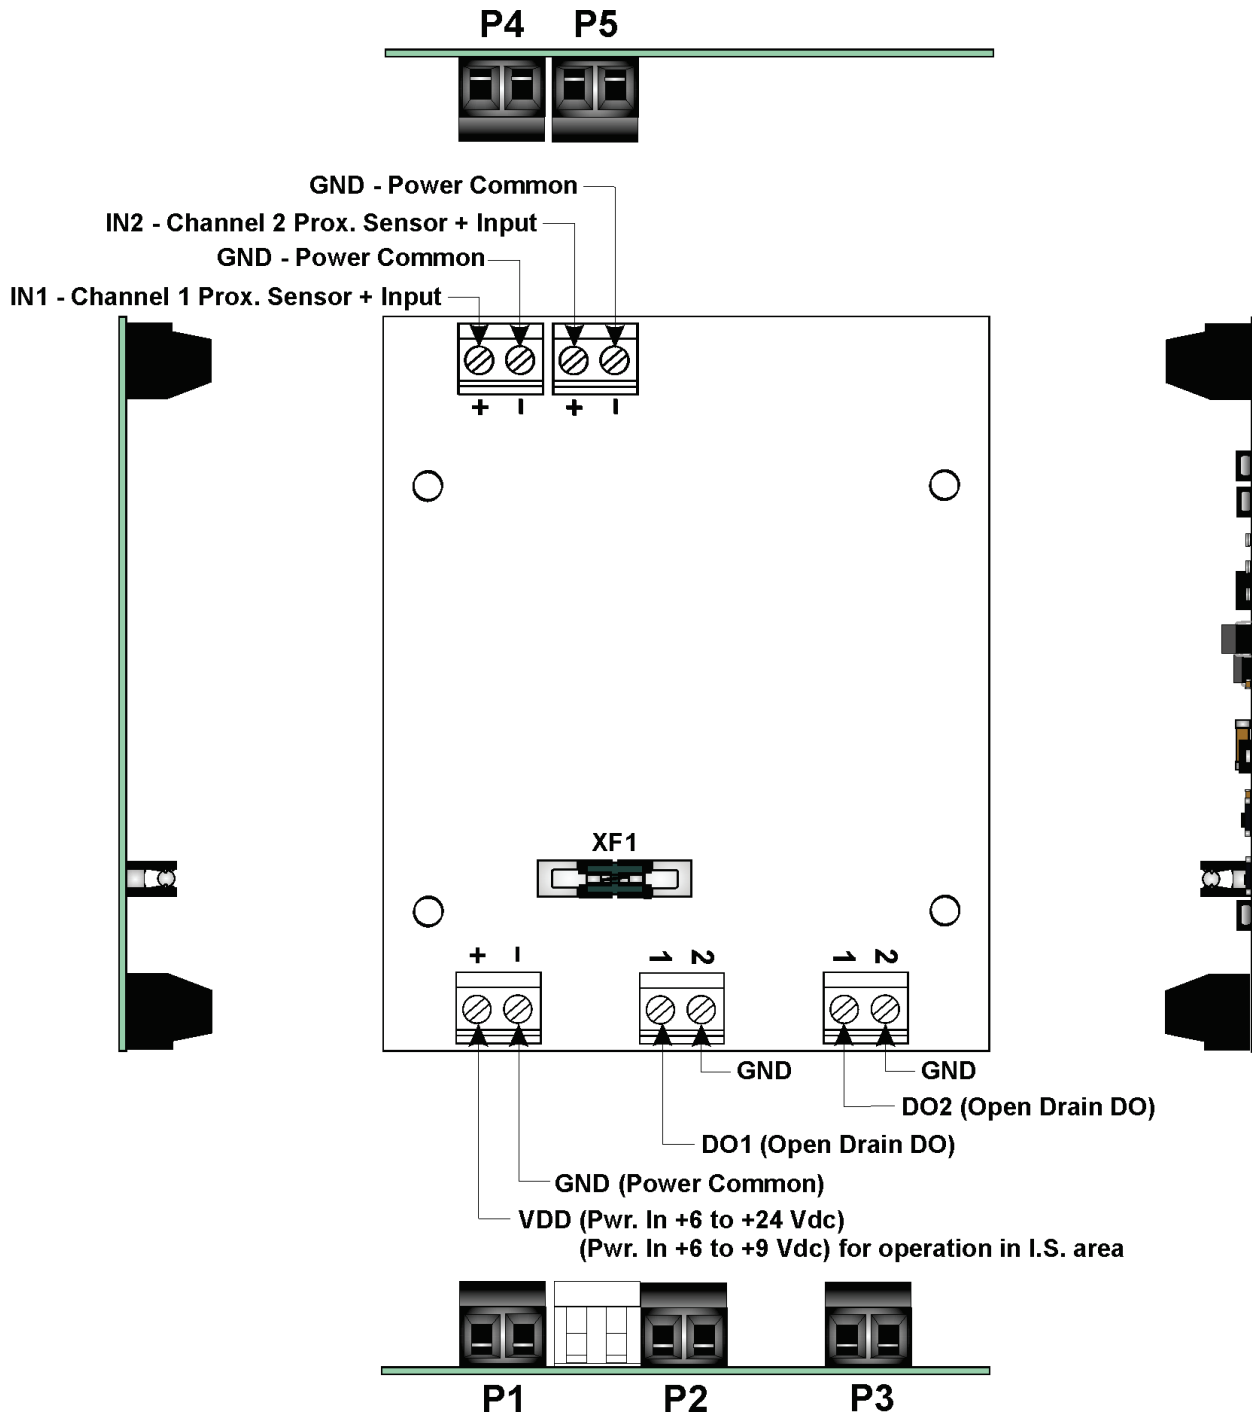 P4 P5
GND - Power Common
IN2 - Channel 2 Prox. Sensor + Input
GND - Power Common
IN1 - Channel 1 Prox. Sensor + Input
+ - + -
XF1
+ - 1 2 1 2
GND GND
DO2 (Open Drain DO)
DO1 (Open Drain DO)
GND (Power Common)
VDD (Pwr. In +6 to +24 Vdc)
(Pwr. In +6 to +9 Vdc) for operation in I.S. area
P1 P2 P3